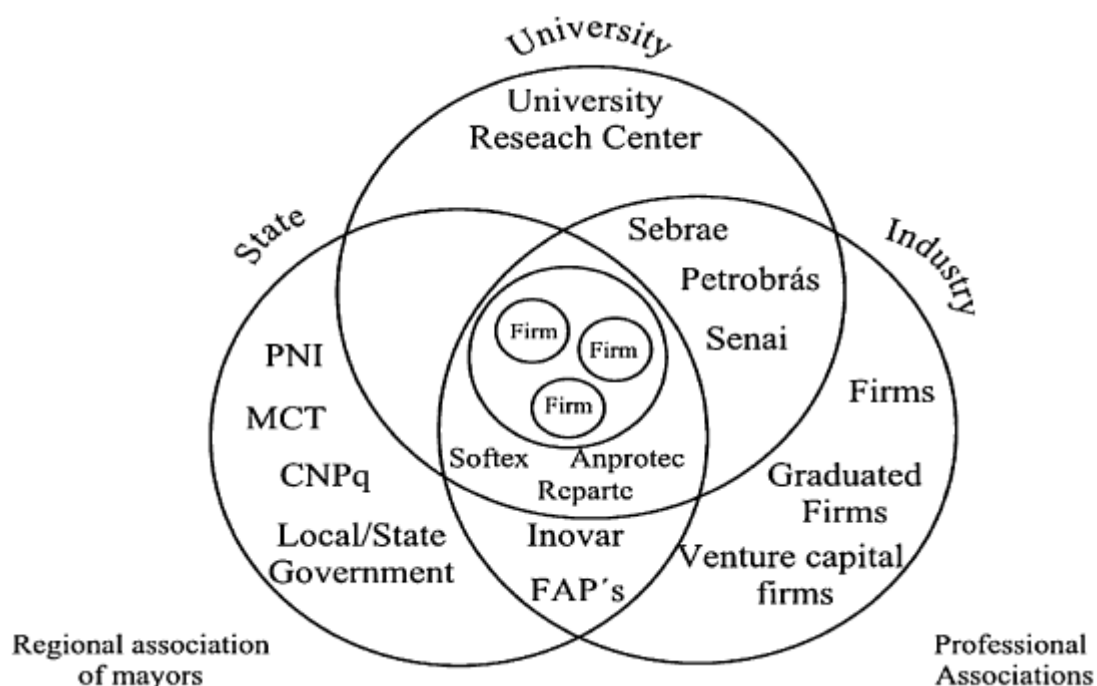 University
University
Reseach Center
State
Industry
Sebrae
Petrobrás
Senai
Firm
Firm
Firm
PNI
MCT
CNPq
Local/State
Government
Softex
Anprotec
Reparte
Inovar
FAP´s
Firms
Graduated
Firms
Venture capital
firms
Regional association
of mayors
Professional
Associations